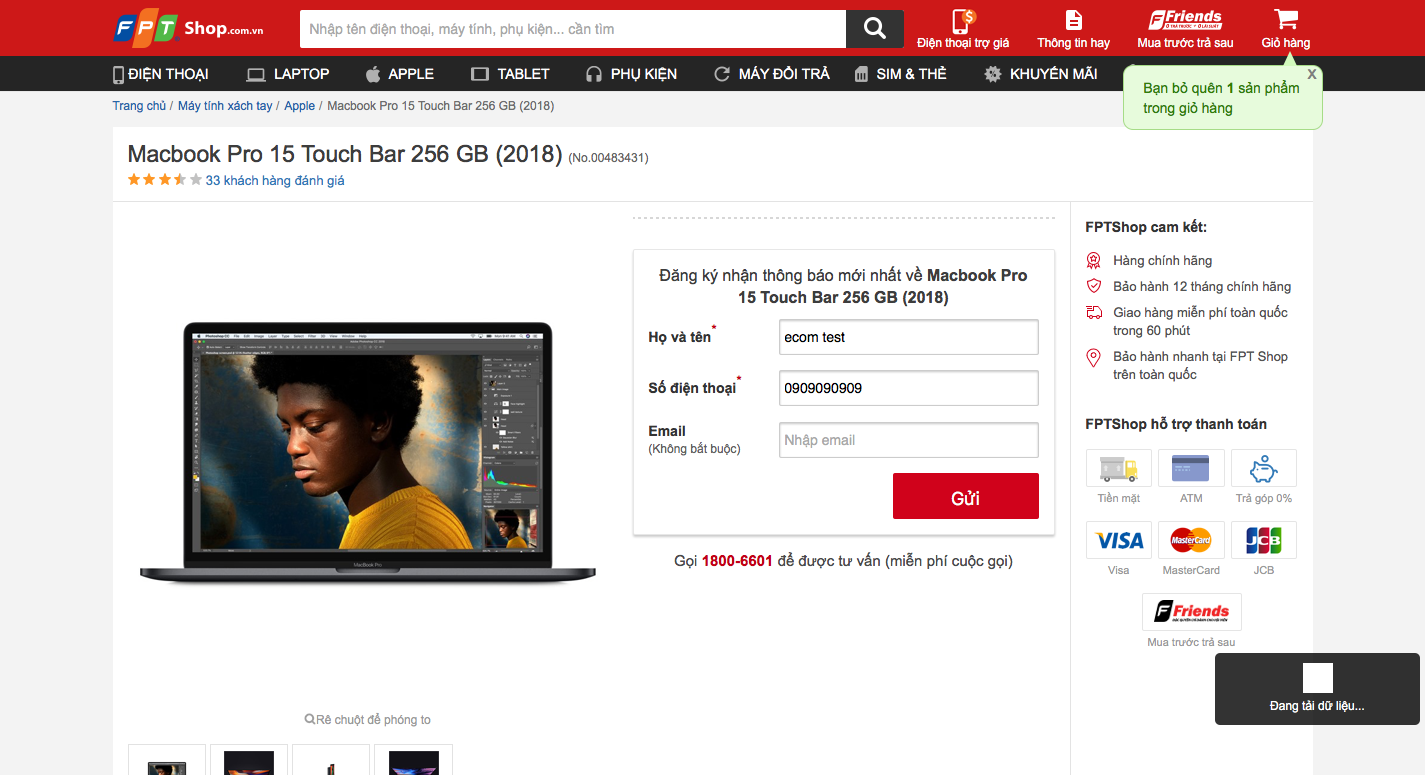 FPT Shop.com.vn
Nhập tên điện thoại, máy tính, phụ kiện... cần tìm
Điện thoại trợ giá
Thông tin hay
Friends
Mua trước trả sau
Giỏ hàng
ĐIỆN THOẠI
LAPTOP
APPLE
TABLET
PHỤ KIỆN
MÁY ĐỔI TRẢ
SIM & THẺ
KHUYẾN MÃI
X
Bạn bỏ quên 1 sản phẩm
trong giỏ hàng
Trang chủ / Máy tính xách tay / Apple / Macbook Pro 15 Touch Bar 256 GB (2018)
Macbook Pro 15 Touch Bar 256 GB (2018) (No.00483431)
33 khách hàng đánh giá
MacBook Pro
Rê chuột để phóng to
Đăng ký nhận thông báo mới nhất về Macbook Pro
15 Touch Bar 256 GB (2018)
Họ và tên*
ecom test
Số điện thoại*
0909090909
Email
(Không bắt buộc)
Nhập email
Gửi
Gọi 1800-6601 để được tư vấn (miễn phí cuộc gọi)
FPTShop cam kết:
Hàng chính hãng
Bảo hành 12 tháng chính hãng
Giao hàng miễn phí toàn quốc
trong 60 phút
Bảo hành nhanh tại FPT Shop
trên toàn quốc
FPTShop hỗ trợ thanh toán
Tiền mặt
ATM
Trả góp 0%
VISA
MasterCard
JCB
Visa
MasterCard
JCB
Friends
Mua trước trả sau
Đang tải dữ liệu...